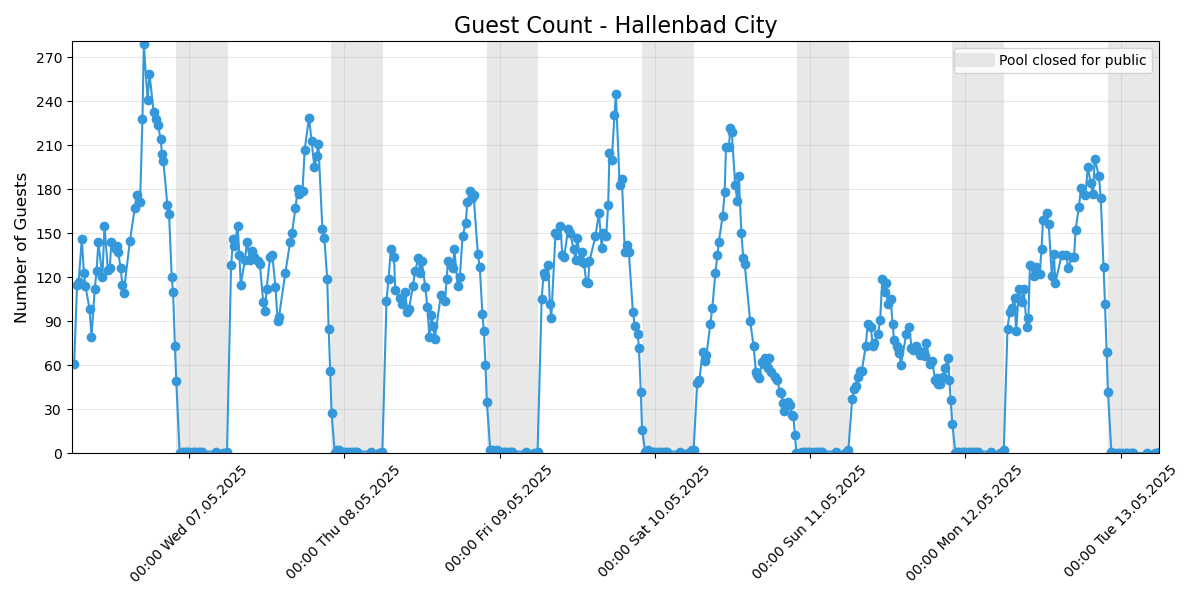 Guest Count - Hallenbad City
Pool closed for public
Number of Guests
270
240
210
180
150
120
90
60
30
0
00:00 Wed 07.05.2025
00:00 Thu 08.05.2025
00:00 Fri 09.05.2025
00:00 Sat 10.05.2025
00:00 Sun 11.05.2025
00:00 Mon 12.05.2025
00:00 Tue 13.05.2025